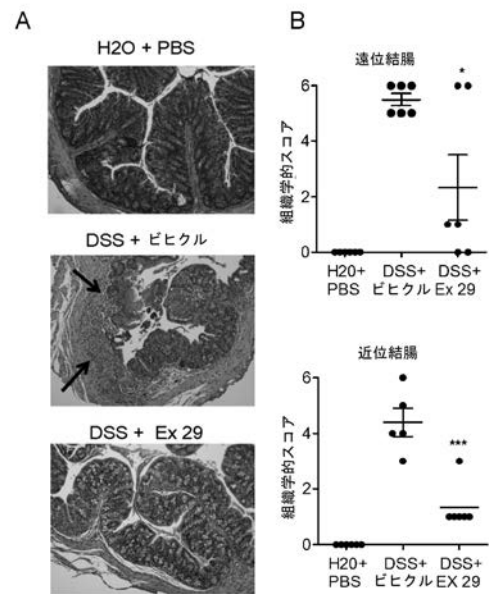 A
H2O + PBS
DSS + ビヒクル
DSS + Ex 29
B
遠位結腸
*
組織学的スコア
6
4
2
0
H20+ DSS+ DSS+
PBS ビヒクル Ex 29
近位結腸
***
組織学的スコア
6
4
2
0
H20+ DSS+ DSS+
PBS ビヒクル EX 29